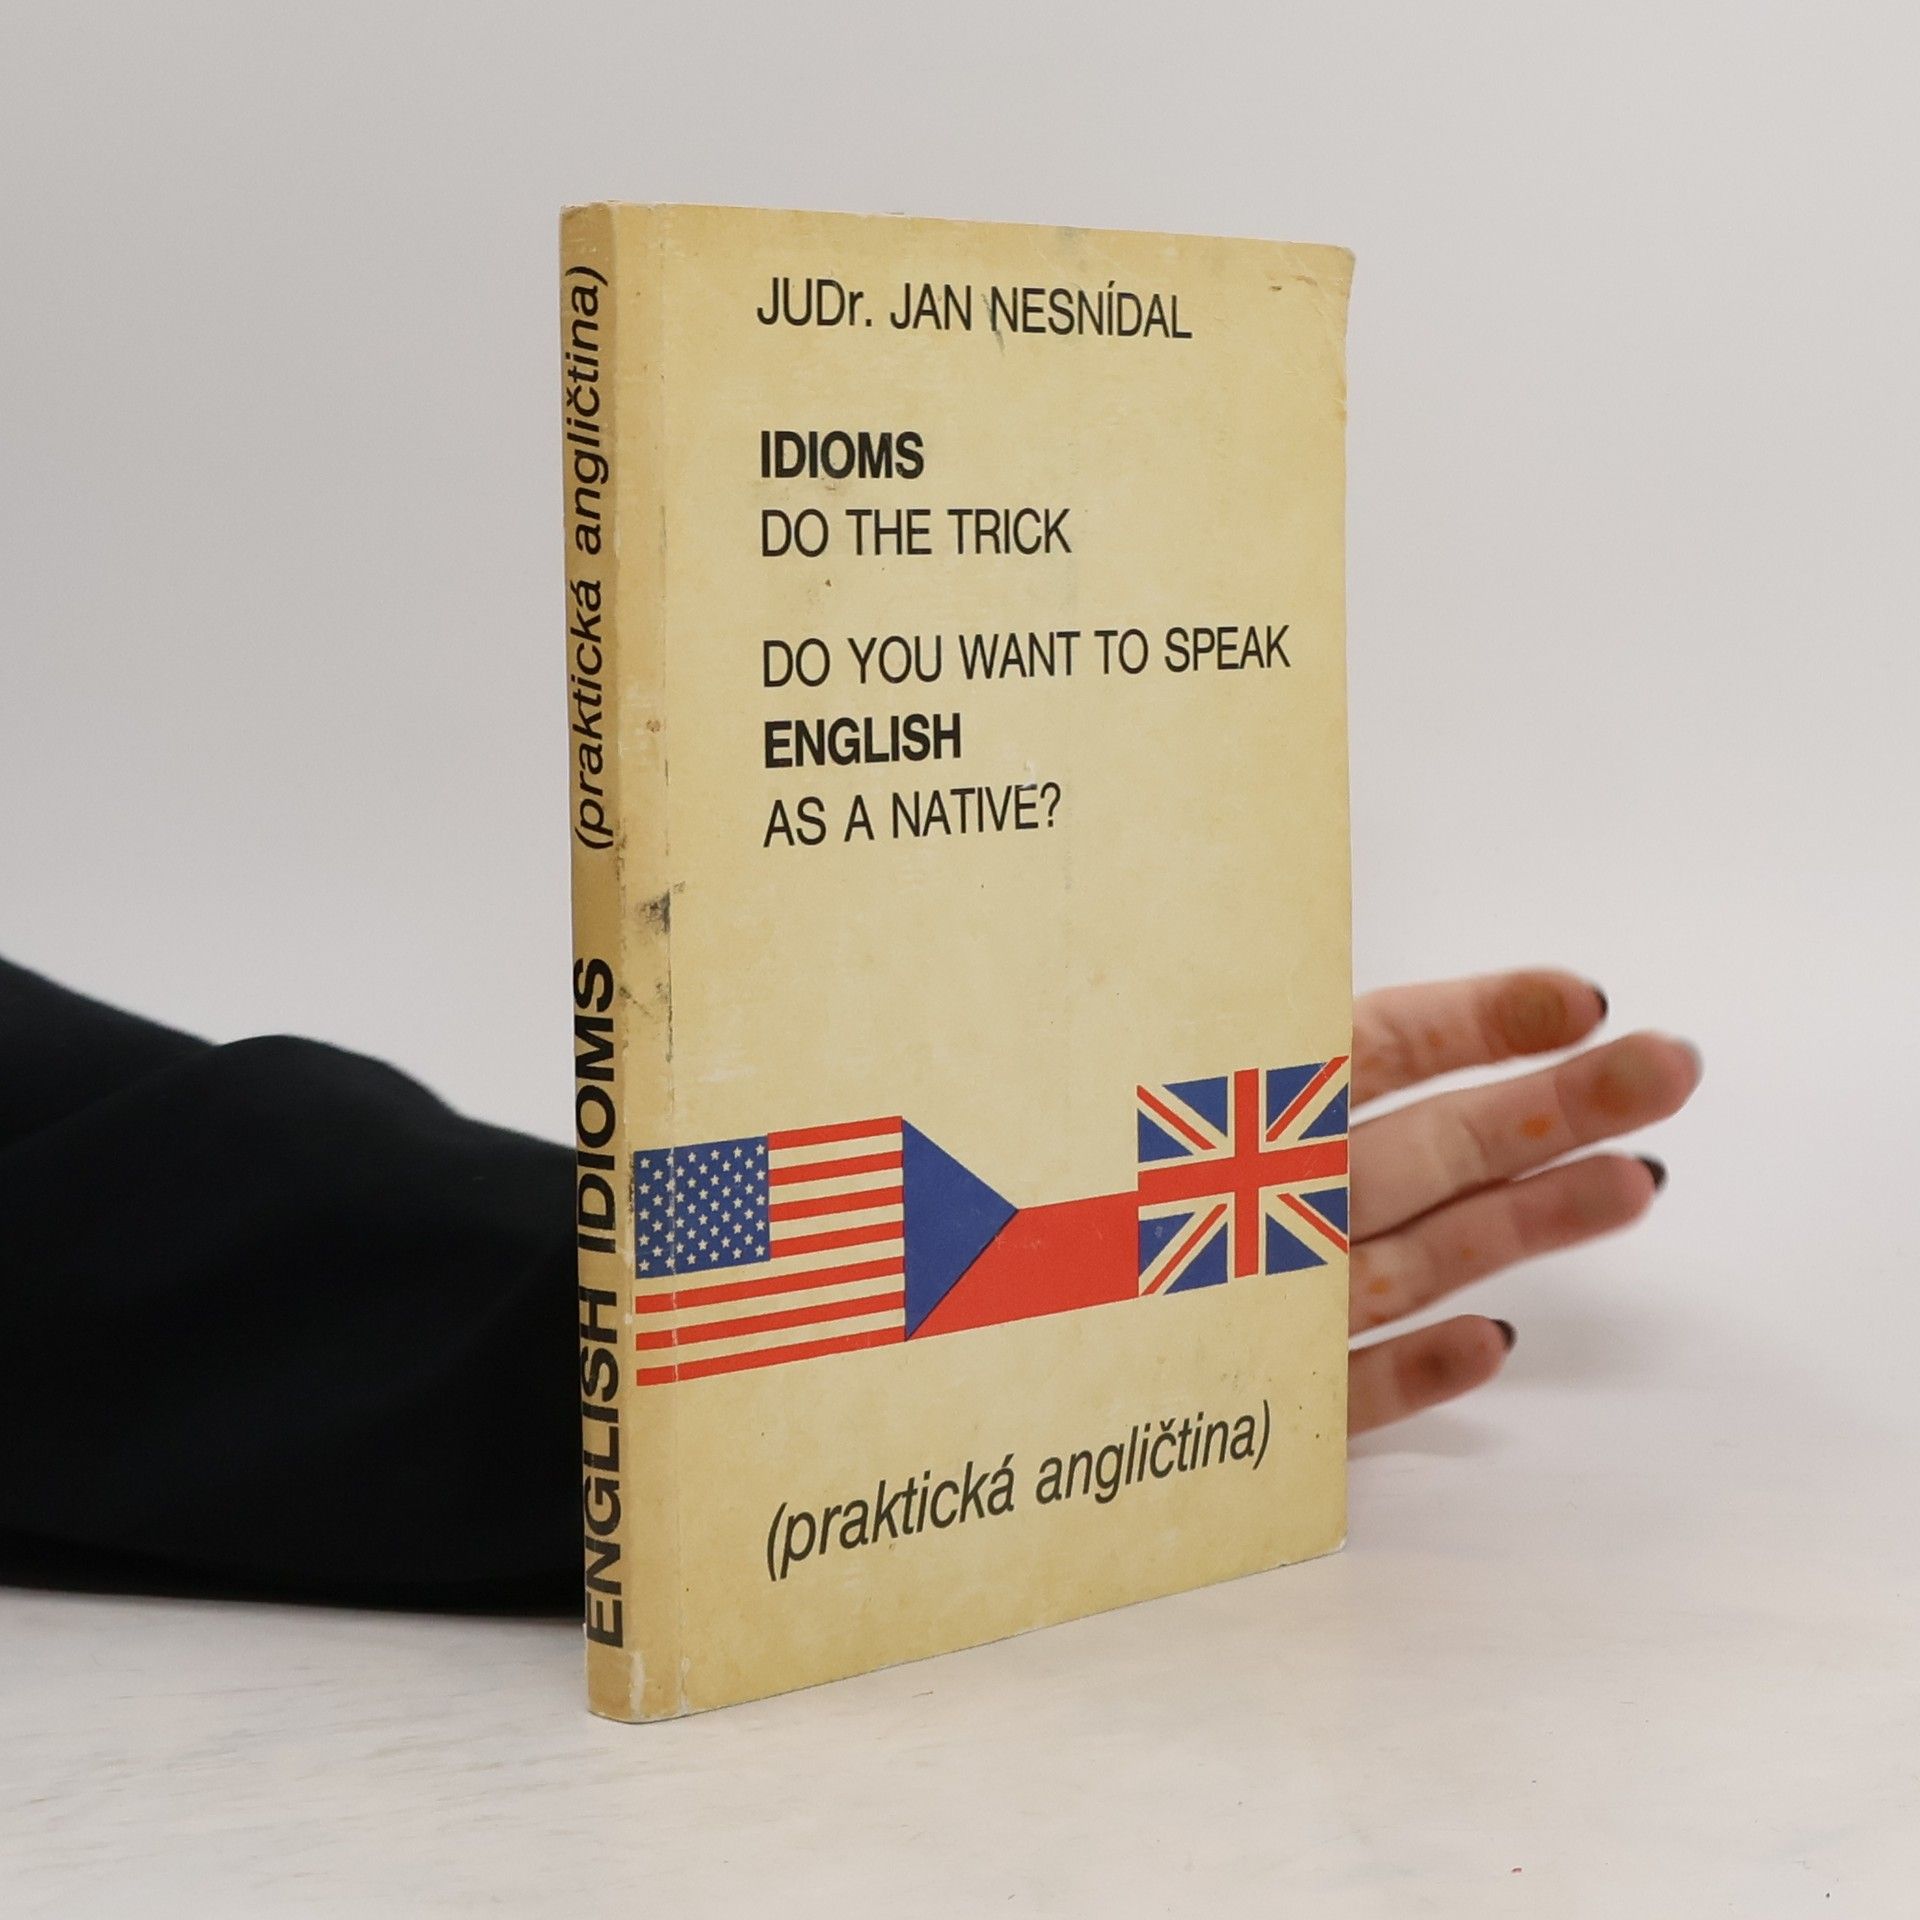 JUDr. JAN NESNÍDAL
IDIOMS
DO THE TRICK
DO YOU WANT TO SPEAK
ENGLISH
AS A NATIVE?
(praktická angličtina)
ENGLISH IDIOMS (praktická angličtina)